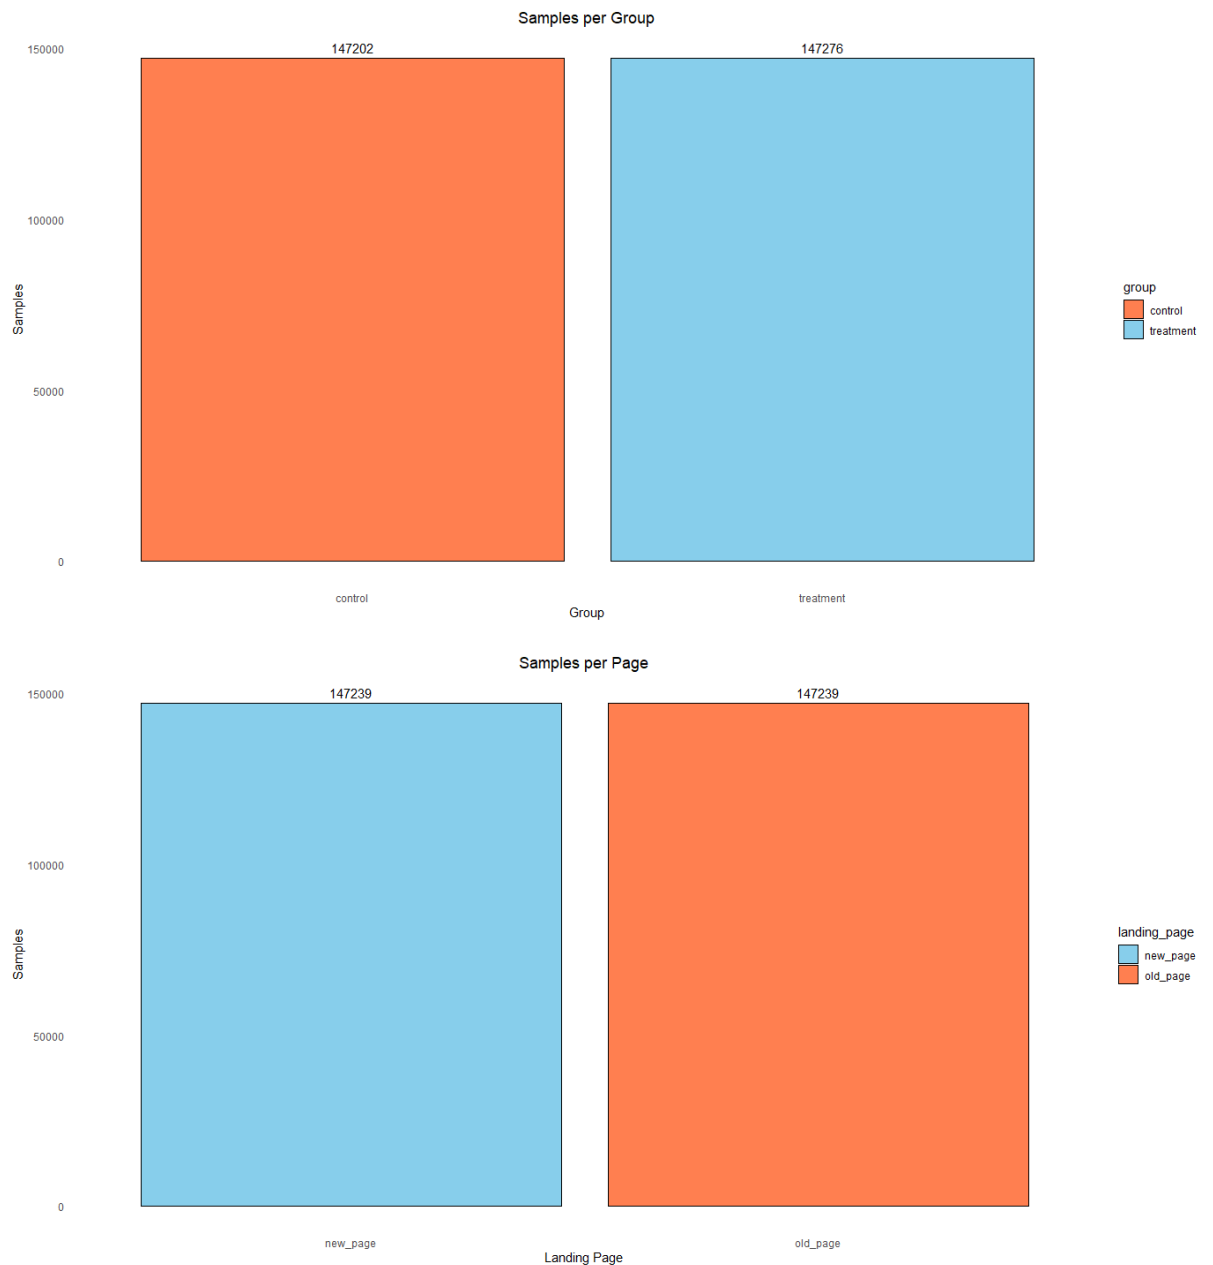 Samples per Group
147202 147276
150000
100000
50000
0
Samples
control treatment
Group
group
control
treatment
Samples per Page
147239 147239
150000
100000
50000
0
Samples
new_page old_page
Landing Page
landing_page
new_page
old_page